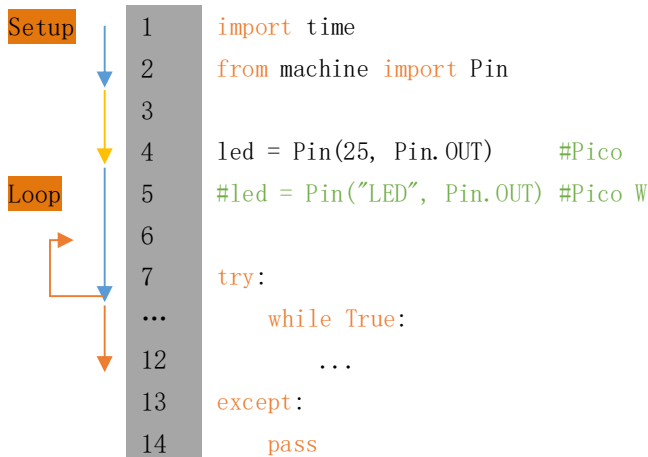 Setup 1 import time
2 from machine import Pin
3
4 led = Pin(25, Pin.OUT) #Pico
Loop 5 #led = Pin("LED", Pin.OUT) #Pico W
6
7 try:
... while True:
12 ...
13 except:
14 pass